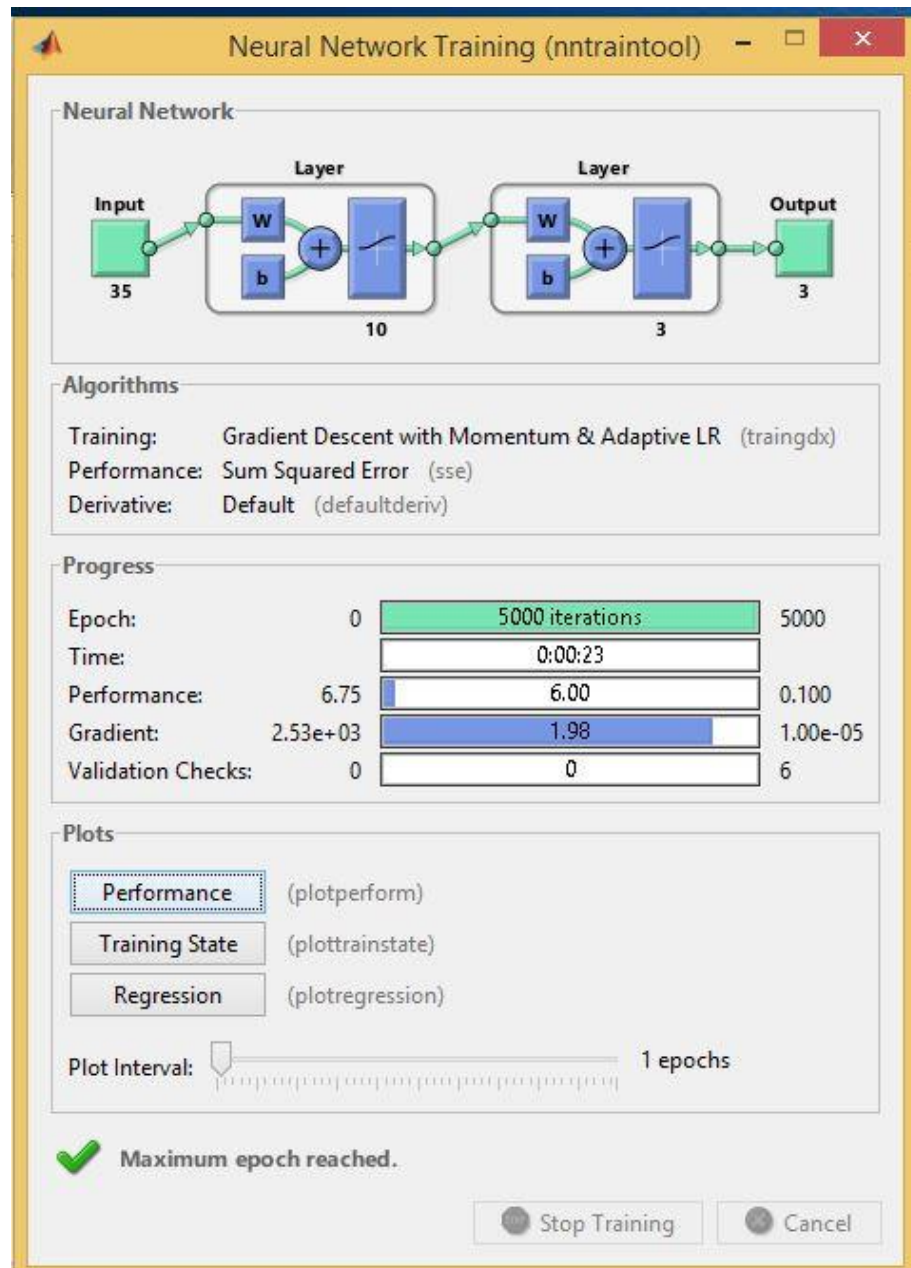 Neural Network Training (nntraintool)
Neural Network
Layer Layer
Input W b Output
W b
35 10 3 3
Algorithms
Training: Gradient Descent with Momentum & Adaptive LR (traingdx)
Performance: Sum Squared Error (sse)
Derivative: Default (defaultderiv)
Progress
Epoch: 0 5000 iterations 5000
Time: 0:00:23
Performance: 6.75 6.00 0.100
Gradient: 2.53e+03 1.98 1.00e-05
Validation Checks: 0 0 6
Plots
Performance (plotperform)
Training State (plottrainstate)
Regression (plotregression)
Plot Interval: 1 epochs
Maximum epoch reached.
Stop Training Cancel